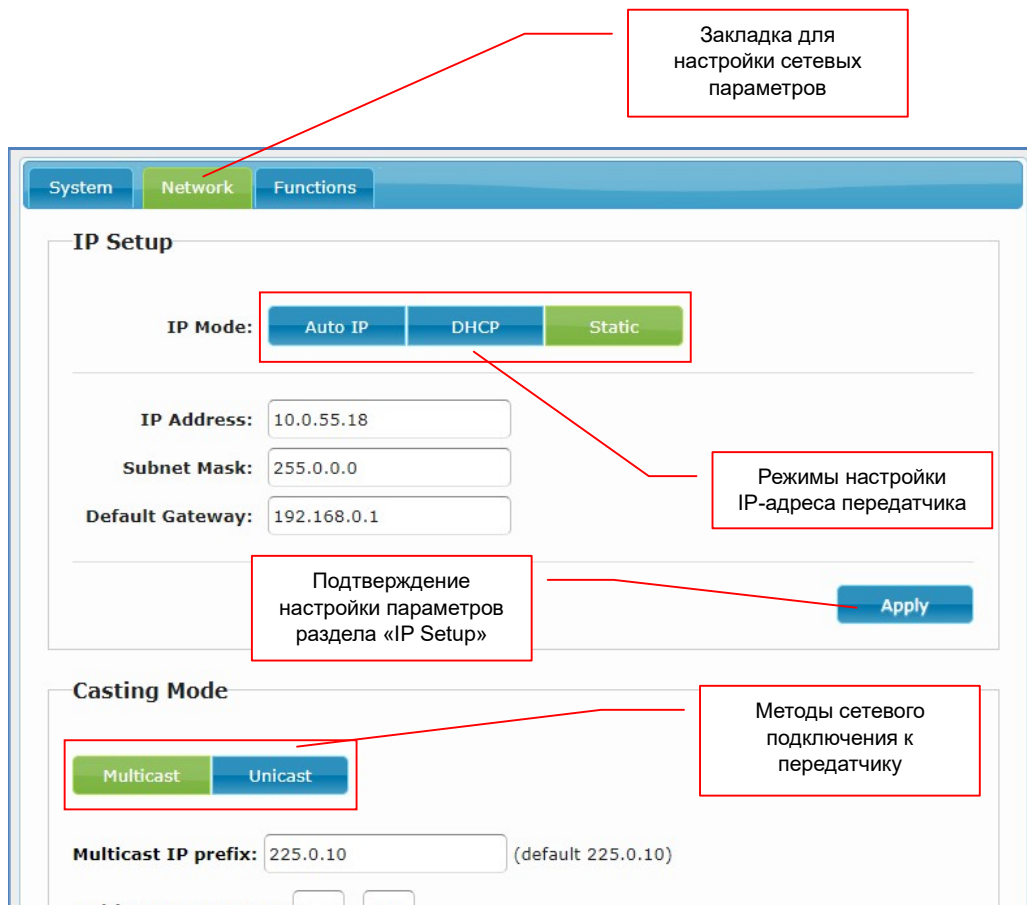 Закладка для
настройки сетевых
параметров
System Network Functions
IP Setup
IP Mode: Auto IP DHCP Static
IP Address: 10.0.55.18
Subnet Mask: 255.0.0.0
Default Gateway: 192.168.0.1
Режимы настройки
IP-адреса передатчика
Подтверждение
настройки параметров
раздела «IP Setup»
Apply
Casting Mode
Методы сетевого
подключения к
передатчику
Multicast Unicast
Multicast IP prefix: 225.0.10 (default 225.0.10)